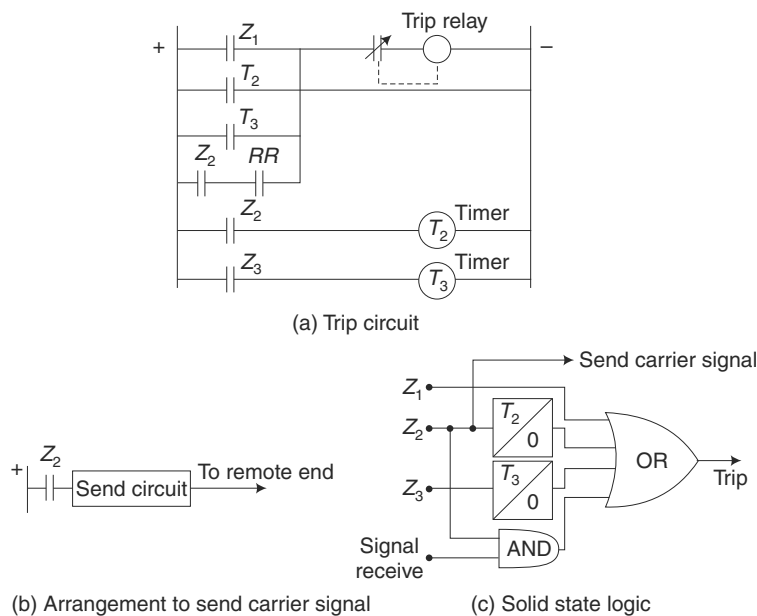 Trip relay
+ Z1 −
T2
T3
Z2 RR
Z2 Timer
T2
Z3 Timer
T3
(a) Trip circuit
Send carrier signal
Z1
Z2 T2 0
OR Trip
Z3 T3 0
Signal receive AND
+ Z2 Send circuit To remote end
(b) Arrangement to send carrier signal
(c) Solid state logic